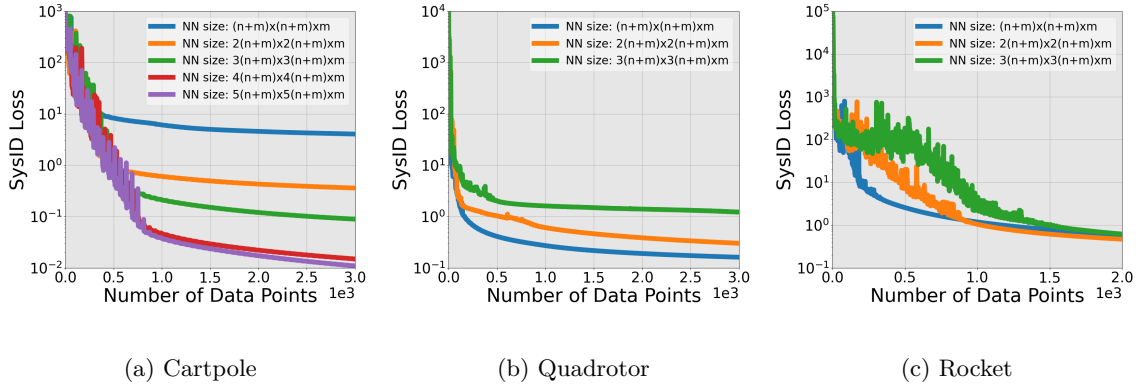 10^3
10^2
10^1
10^0
10^-1
10^-2
SysID Loss
NN size: (n+m)x(n+m)xm
NN size: 2(n+m)x2(n+m)xm
NN size: 3(n+m)x3(n+m)xm
NN size: 4(n+m)x4(n+m)xm
NN size: 5(n+m)x5(n+m)xm
0.0 0.5 1.0 1.5 2.0 2.5 3.0
Number of Data Points 1e3
(a) Cartpole
10^4
10^3
10^2
10^1
10^0
10^-1
SysID Loss
NN size: (n+m)x(n+m)xm
NN size: 2(n+m)x2(n+m)xm
NN size: 3(n+m)x3(n+m)xm
0.0 0.5 1.0 1.5 2.0 2.5 3.0
Number of Data Points 1e3
(b) Quadrotor
10^5
10^4
10^3
10^2
10^1
10^0
10^-1
SysID Loss
NN size: (n+m)x(n+m)xm
NN size: 2(n+m)x2(n+m)xm
NN size: 3(n+m)x3(n+m)xm
0.0 0.5 1.0 1.5 2.0
Number of Data Points 1e3
(c) Rocket